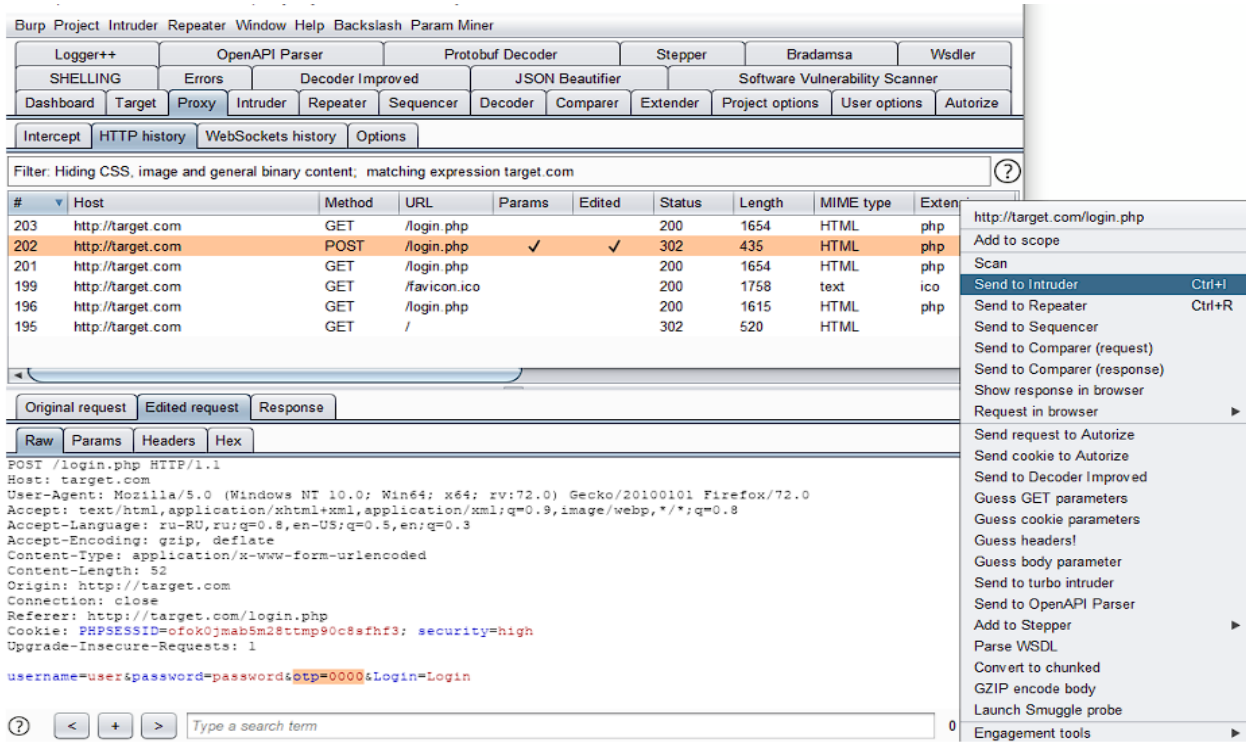 Burp Project Intruder Repeater Window Help Backslash Param Miner
Logger++ OpenAPI Parser Protobuf Decoder Stepper Bradamsa Wsdler
SHELLING Errors Decoder Improved JSON Beautifier Software Vulnerability Scanner
Dashboard Target Proxy Intruder Repeater Sequencer Decoder Comparer Extender Project options User options Autorize
Intercept HTTP history WebSockets history Options
Filter: Hiding CSS, image and general binary content; matching expression target.com ?
# Host Method URL Params Edited Status Length MIME type
203 http://target.com GET /login.php 200 1654 HTML php
202 http://target.com POST /login.php ✓ ✓ 302 435 HTML php
201 http://target.com GET /login.php 200 1654 HTML php
199 http://target.com GET /favicon.ico 200 1758 text ico
196 http://target.com GET /login.php 200 1615 HTML php
195 http://target.com GET / 302 520 HTML
Original request Edited request Response
Raw Params Headers Hex
POST /login.php HTTP/1.1
Host: target.com
User-Agent: Mozilla/5.0 (Windows NT 10.0; Win64; x64; rv:72.0) Gecko/20100101 Firefox/72.0
Accept: text/html,application/xhtml+xml,application/xml;q=0.9,image/webp,*/*;q=0.8
Accept-Language: ru-RU,ru;q=0.8,en-US;q=0.5,en;q=0.3
Accept-Encoding: gzip, deflate
Content-Type: application/x-www-form-urlencoded
Content-Length: 52
Origin: http://target.com
Connection: close
Referer: http://target.com/login.php
Cookie: PHPSESSID=ofok0jmab5m28ttmp90c8sfhf3; security=high
Upgrade-Insecure-Requests: 1
username=user&password=password&otp=0000&Login=Login
? < + > Type a search term 0
http://target.com/login.php
Add to scope
Scan
Send to Intruder Ctrl+I
Send to Repeater Ctrl+R
Send to Sequencer
Send to Comparer (request)
Send to Comparer (response)
Show response in browser
Request in browser
Send request to Autorize
Send cookie to Autorize
Send to Decoder Improved
Guess GET parameters
Guess cookie parameters
Guess headers!
Guess body parameter
Send to turbo intruder
Send to OpenAPI Parser
Add to Stepper
Parse WSDL
Convert to chunked
GZIP encode body
Launch Smuggle probe
Engagement tools